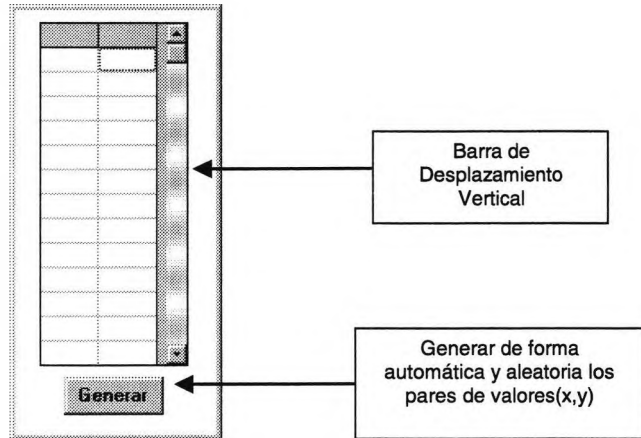 Barra de
Desplazamiento
Vertical
Generar de forma
automática y aleatoria los
pares de valores(x,y)
Generar